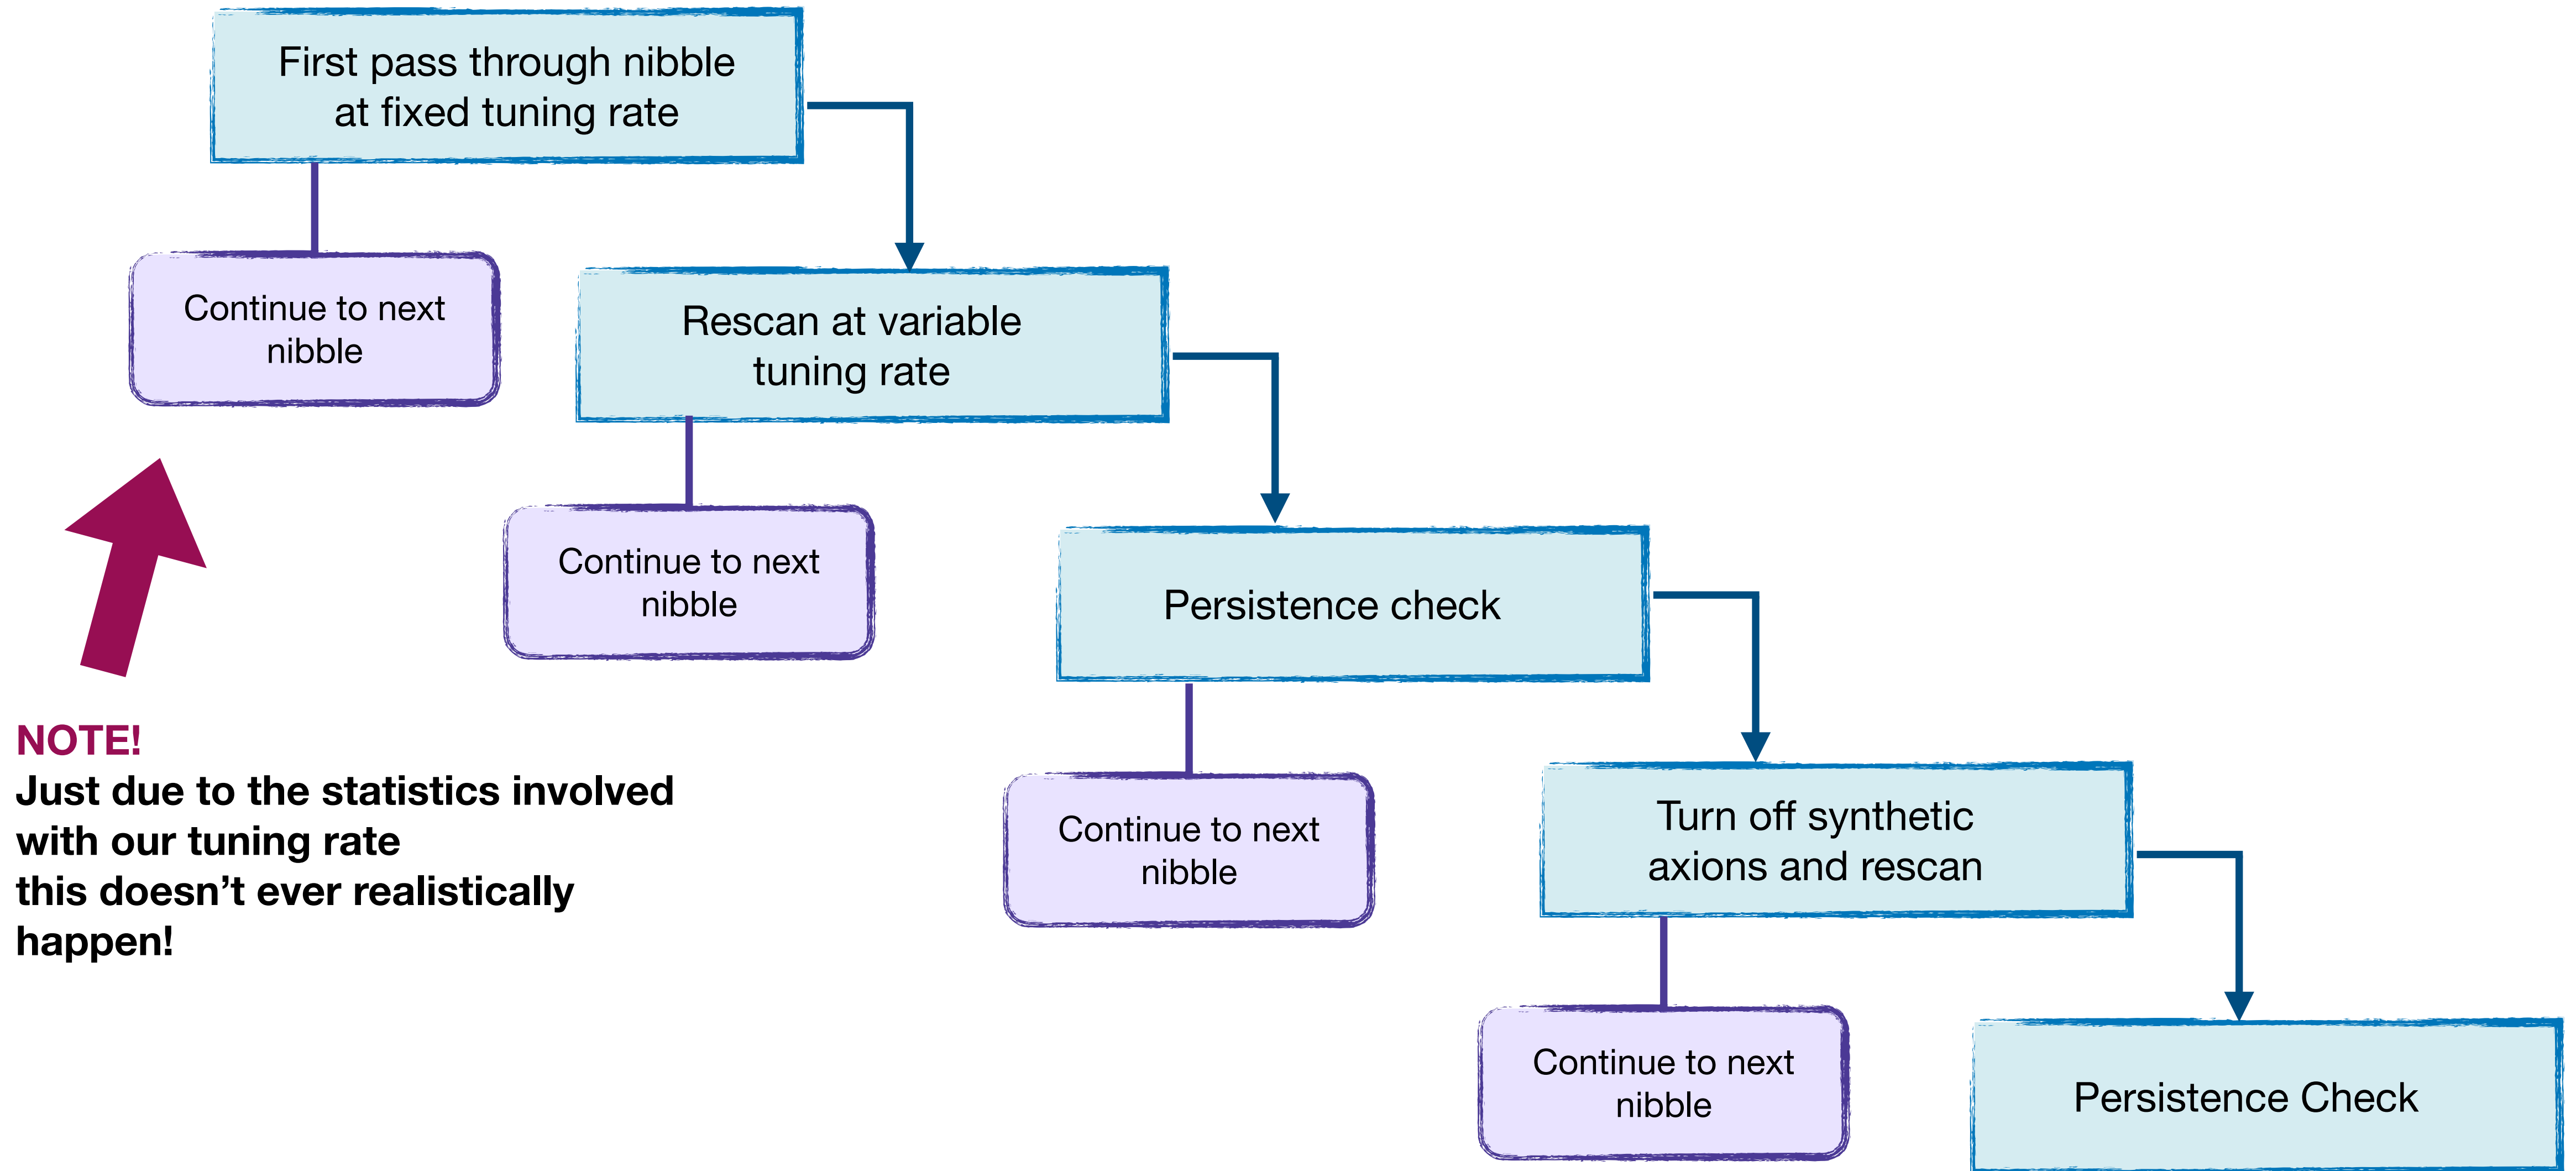 First pass through nibble
at fixed tuning rate
Continue to next
nibble
Rescan at variable
tuning rate
Continue to next
nibble
Persistence check
NOTE!
Just due to the statistics involved
with our tuning rate
this doesn’t ever realistically
happen!
Continue to next
nibble
Turn off synthetic
axions and rescan
Continue to next
nibble
Persistence Check